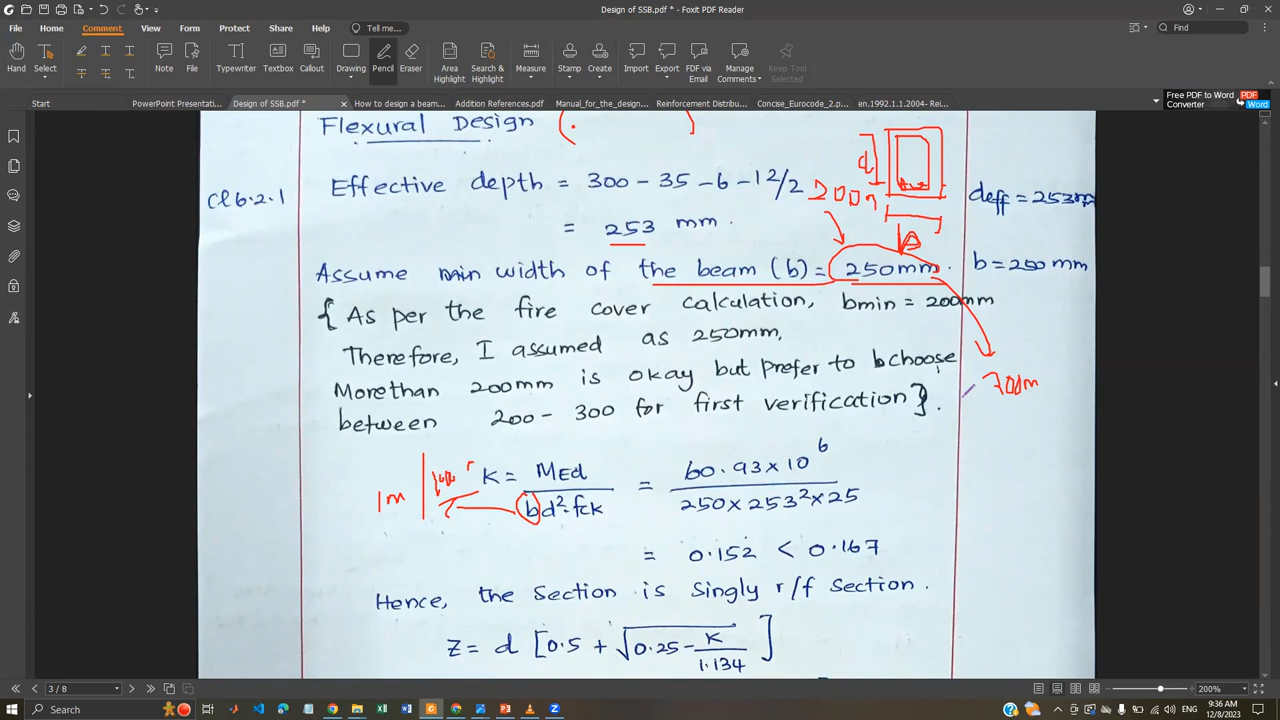 Design of SSB.pdf * - Foxit PDF Reader
File Home Comment View Form Protect Share Help Tell me... Find
Hand Select Note File Typewriter Textbox Callout Drawing Pencil Eraser Area Highlight Search & Highlight Measure Stamp Create Import Export FDF via Email Manage Comments Keep Tool Selected
Start PowerPoint Presentati... Design of SSB.pdf * How to design a beam... Addition References.pdf Manual_for_the_design... Reinforcement Distribu... Concise_Eurocode_2.p... en.1992.1.1.2004- Rei... Free PDF to Word Converter PDF Word
Flexural Design
Cl 6.2.1 Effective depth = 300 - 35 - 6 - 12/2 deff = 253mm
d
200m
= 253 mm.
b
Assume min width of the beam (b) = 250mm. b = 250 mm
{ As per the fire cover calculation, bmin = 200mm
Therefore, I assumed as 250mm.
More than 200mm is okay but prefer to b choose
between 200 - 300 for first verification}.
700m
1m K = MEd / bd².fck = 60.93 × 10⁶ / 250 × 253² × 25
= 0.152 < 0.167
Hence, the section is singly r/f section.
Z = d [0.5 + √0.25 - K / 1.134]
3 / 8 200%
Search 9:36 AM
12/8/2023